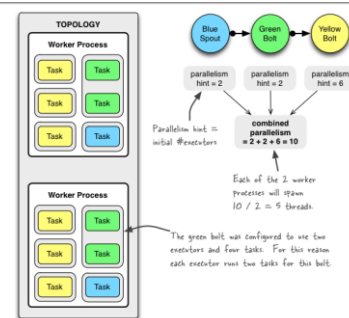 TOPOLOGY
Worker Process
Task
Task
Task
Task
Task
Task
Worker Process
Task
Task
Task
Task
Task
Task
Blue
Spout
Green
Bolt
Yellow
Bolt
parallelism
hint = 2
parallelism
hint = 2
parallelism
hint = 6
Parallelism hint =
initial #executors
combined
parallelism
= 2 + 2 + 6 = 10
Each of the 2 worker
processes will spawn
10 / 2 = 5 threads.
The green bolt was configured to use two
executors and four tasks. For this reason
each executor runs two tasks for this bolt.